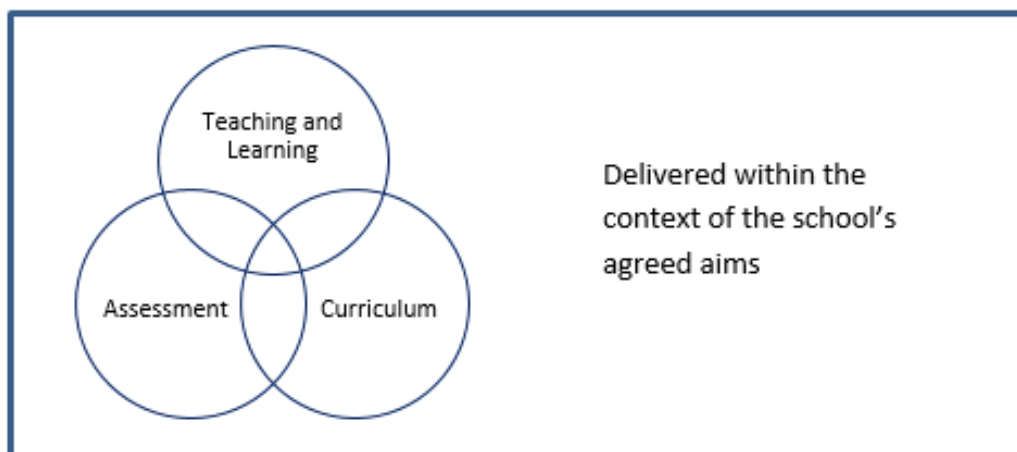 Teaching and
Learning
Assessment
Curriculum
Delivered within the
context of the school’s
agreed aims